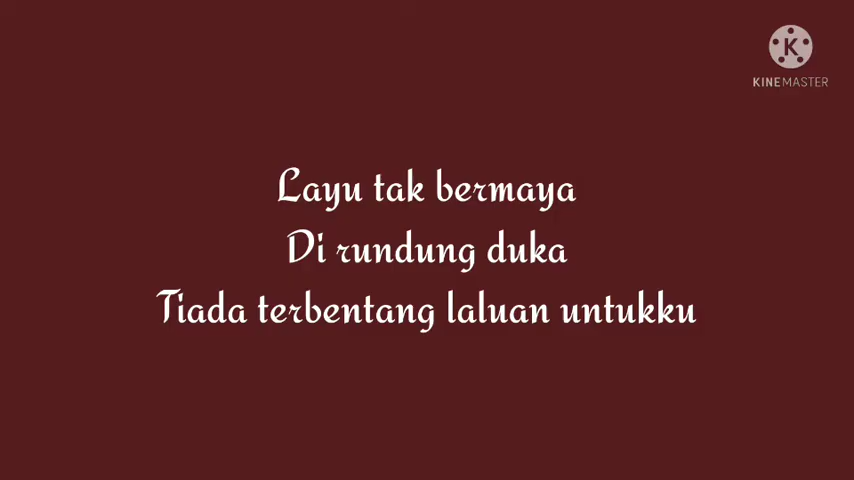 K
KINEMASTER
Layu tak bermaya
Di rundung duka
Tiada terbentang laluan untukku